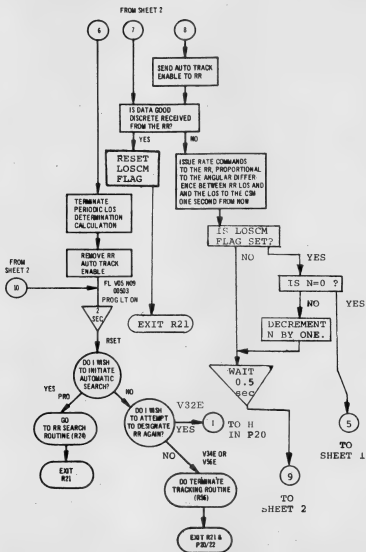 FROM SHEET 2
6
7
8
SEND AUTO TRACK
ENABLE TO RR
IS DATA GOOD
DISCRETE RECEIVED
FROM THE RR?
YES
NO
RESET
LOSCM
FLAG
ISSUE RATE COMMANDS
TO THE RR, PROPORTIONAL
TO THE ANGULAR DIFFER-
ENCE BETWEEN RR LOS AND
AND THE LOS TO THE CSM
ONE SECOND FROM NOW
TERMINATE
PERIODIC LOS
DETERMINATION
CALCULATION
REMOVE RR
AUTO TRACK
ENABLE
IS LOSCM
FLAG SET?
NO
YES
IS N=0 ?
NO
YES
DECREMENT
N BY ONE.
FROM
SHEET 2
10
FL V05 N09
00503
PROG LT ON
2
SEC
EXIT R21
RSET
WAIT
0.5
sec
DO I WISH
TO INITIATE
AUTOMATIC
SEARCH?
YES
PRO
NO
GO
TO RR SEARCH
ROUTINE (R24)
EXIT
R21
DO I WISH
TO ATTEMPT
TO DESIGNATE
RR AGAIN?
V32E
YES
1
TO H
IN P20
5
TO
SHEET 1
9
TO
SHEET 2
NO
V34E OR
V56E
DO TERMINATE
TRACKING ROUTINE
(R56)
EXIT R21 &
P20/22